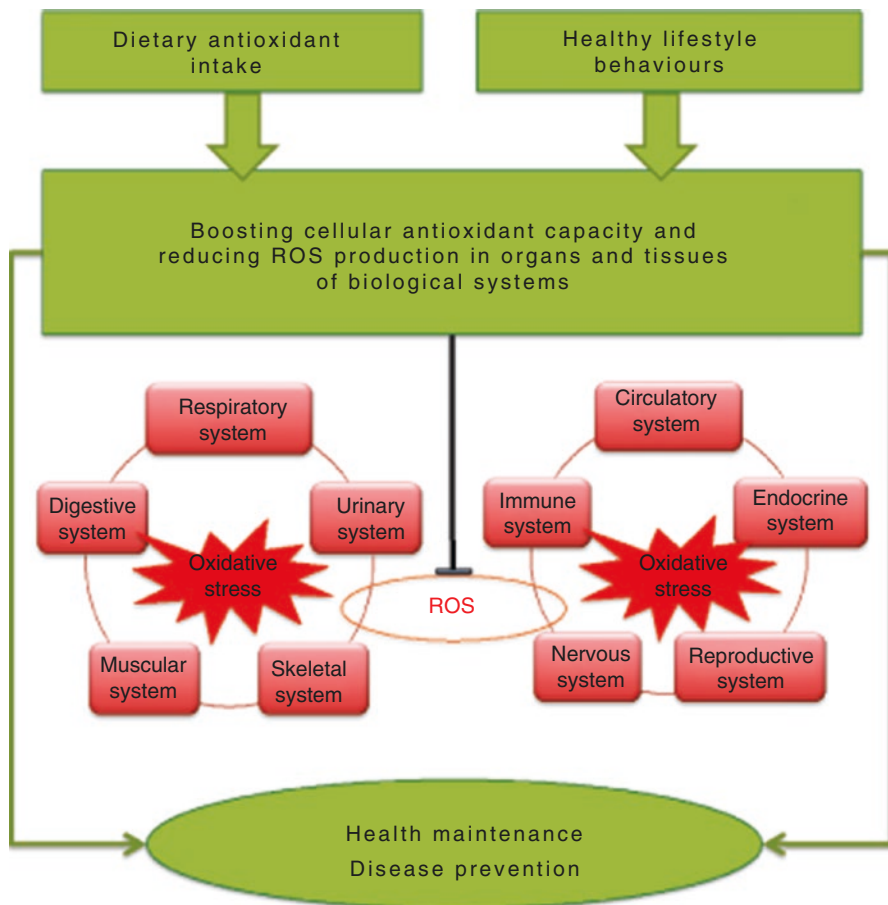 Dietary antioxidant
intake
Healthy lifestyle
behaviours
Boosting cellular antioxidant capacity and
reducing ROS production in organs and tissues
of biological systems
Respiratory
system
Digestive
system
Urinary
system
Oxidative
stress
Muscular
system
Skeletal
system
ROS
Circulatory
system
Immune
system
Endocrine
system
Oxidative
stress
Nervous
system
Reproductive
system
Health maintenance
Disease prevention